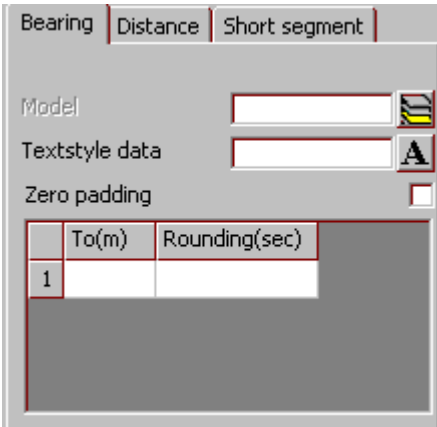 Bearing Distance Short segment
Model
Textstyle data A
Zero padding
To(m) Rounding(sec)
1